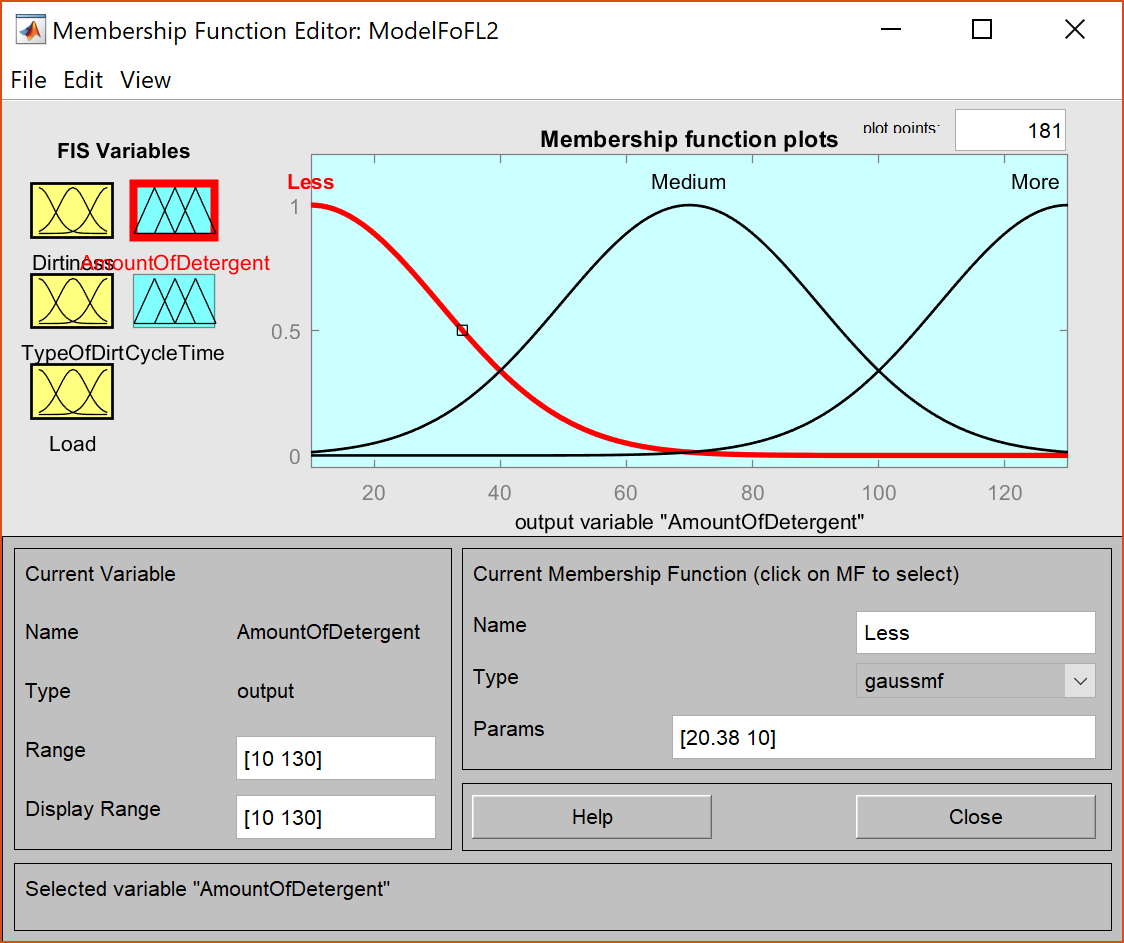 Membership Function Editor: ModelFoFL2
File Edit View
FIS Variables
Dirtiness
AmountOfDetergent
TypeOfDirt
CycleTime
Load
Membership function plots
plot points:
181
Less
Medium
More
1
0.5
0
20 40 60 80 100 120
output variable "AmountOfDetergent"
Current Variable
Name AmountOfDetergent
Type output
Range [10 130]
Display Range [10 130]
Current Membership Function (click on MF to select)
Name Less
Type gaussmf
Params [20.38 10]
Help Close
Selected variable "AmountOfDetergent"